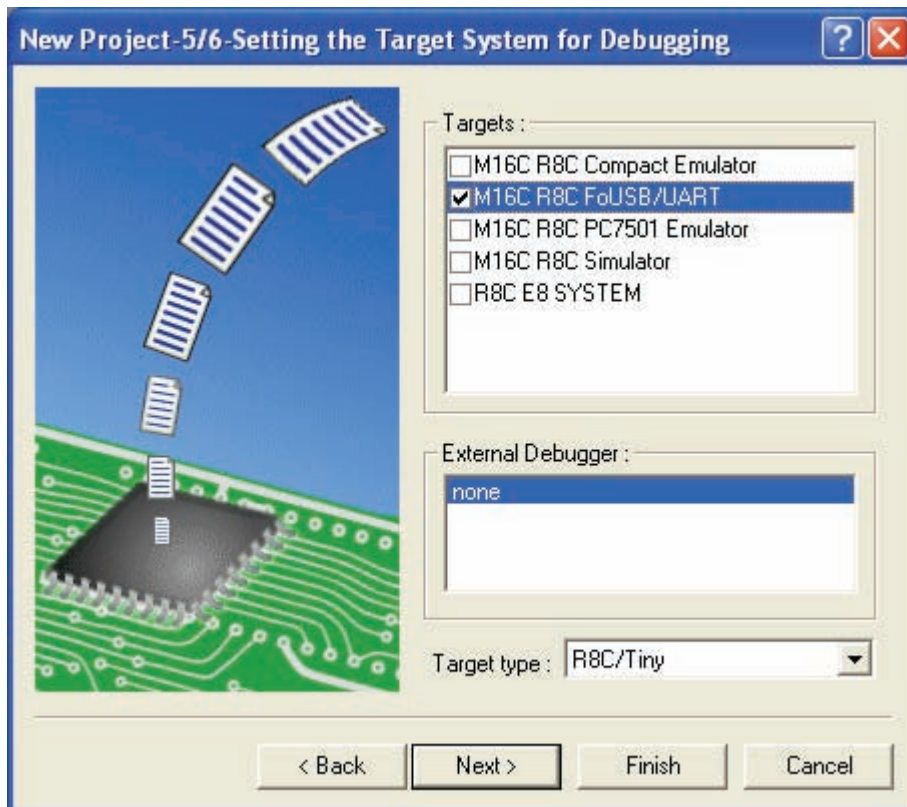 New Project-5/6-Setting the Target System for Debugging
Targets :
M16C R8C Compact Emulator
M16C R8C FoUSB/UART
M16C R8C PC7501 Emulator
M16C R8C Simulator
R8C E8 SYSTEM
External Debugger :
none
Target type : R8C/Tiny
< Back Next > Finish Cancel